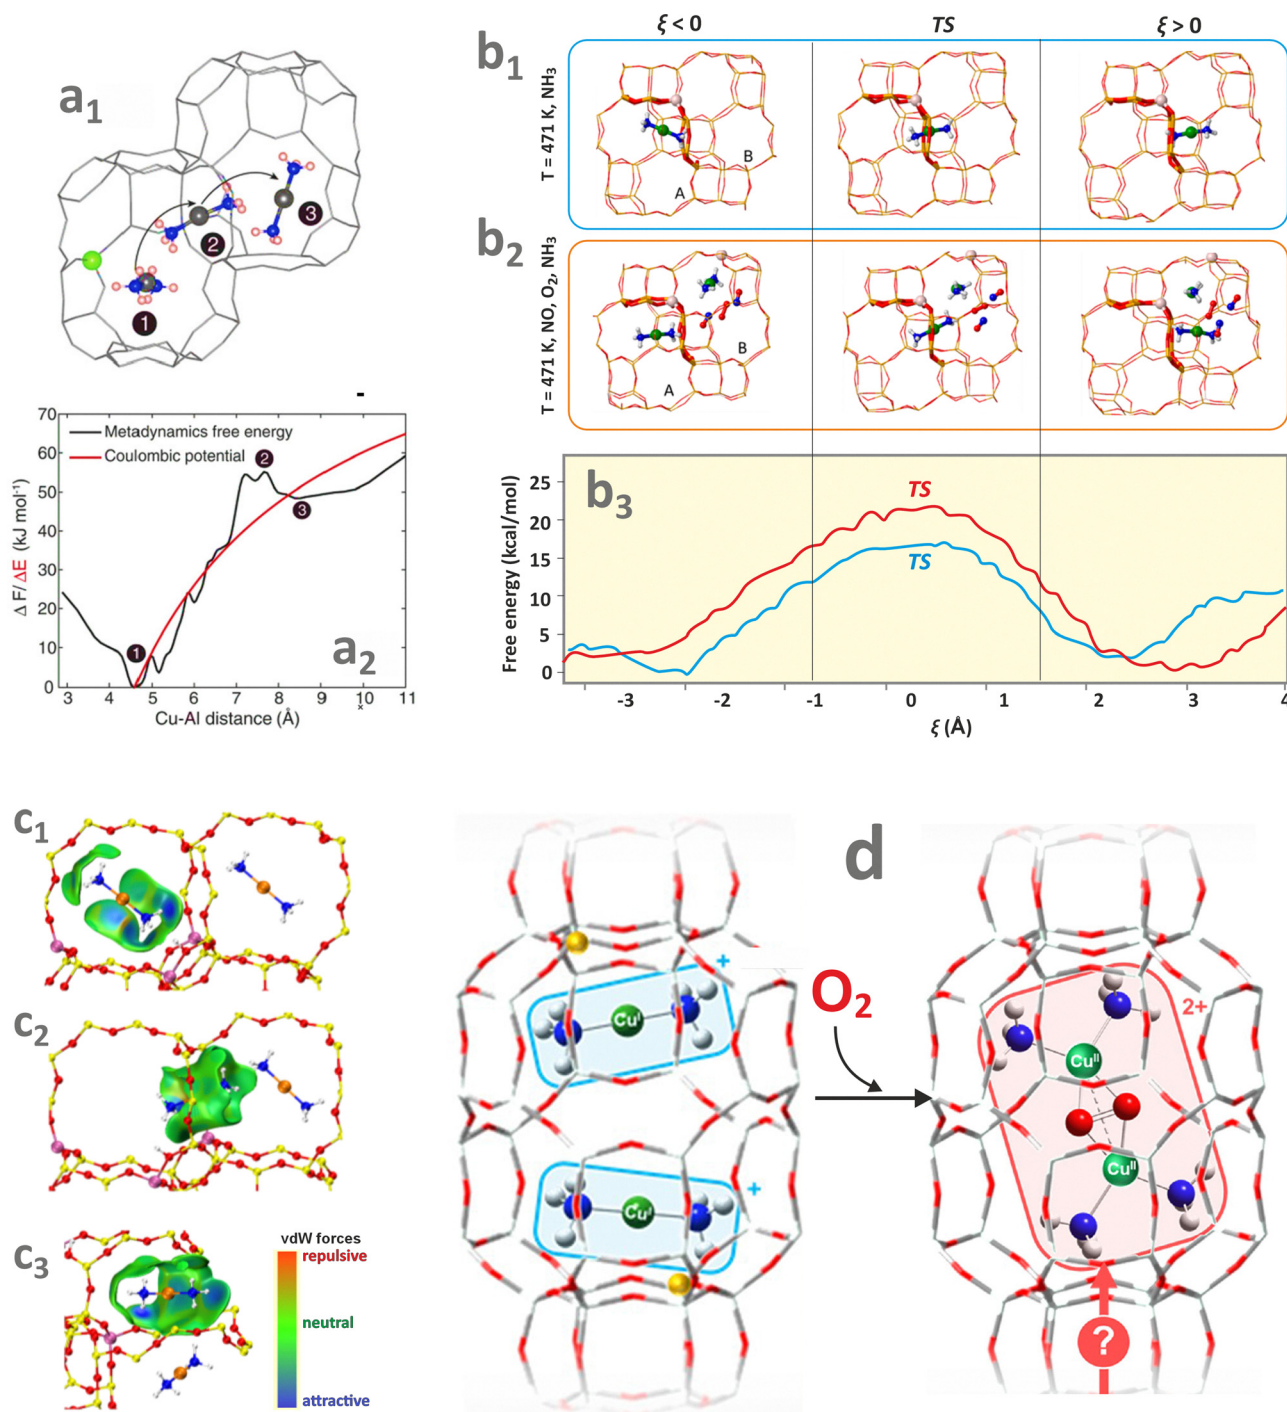 a1
1
2
3
70
60
50
40
30
20
10
0
Δ F/ΔE (kJ mol⁻¹)
Metadynamics free energy
Coulombic potential
1
2
3
a2
3 4 5 6 7 8 9 10 11
Cu-Al distance (Å)
ξ < 0 TS ξ > 0
b1
T = 471 K, NH3
A
B
b2
T = 471 K, NO, O2, NH3
A
B
b3
Free energy (kcal/mol)
25
20
15
10
5
0
TS
TS
-3 -2 -1 0 1 2 3 4
ξ (Å)
c1
c2
c3
vdW forces
repulsive
neutral
attractive
d
+
CuI
+
CuI
O2
2+
CuII
CuII
?